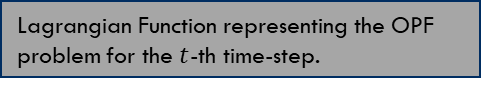 Lagrangian Function representing the OPF
problem for the t-th time-step.